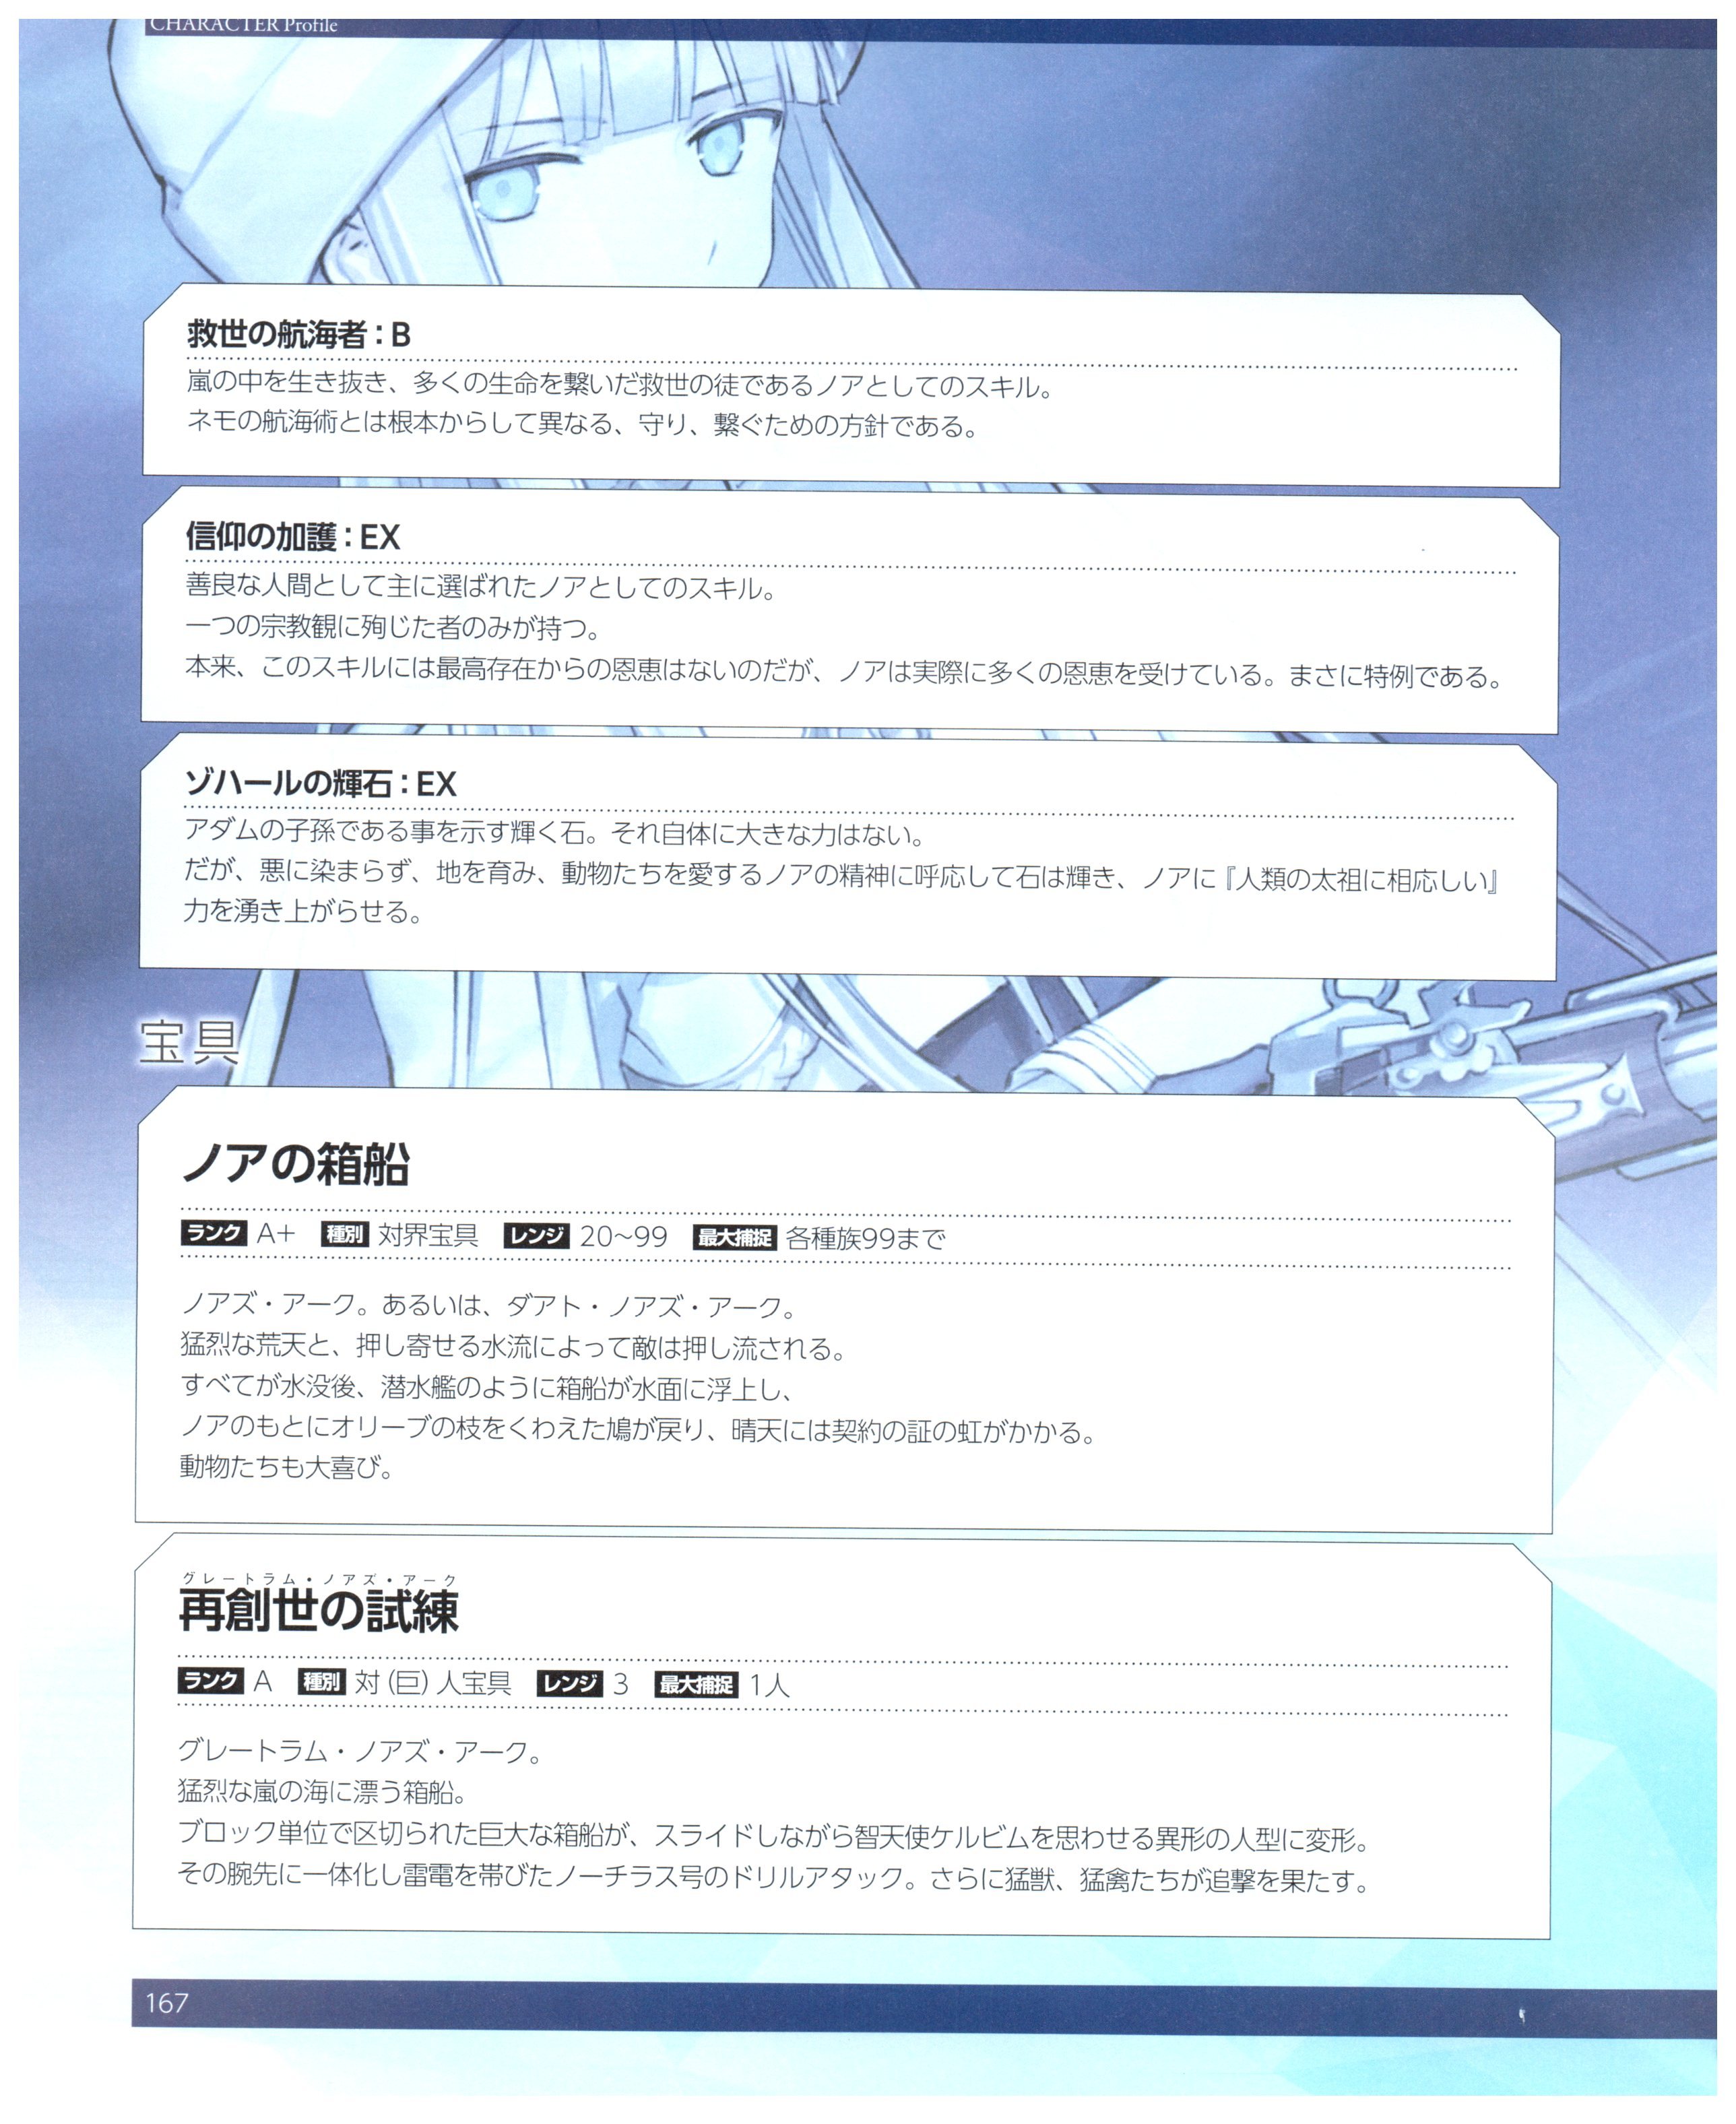 CHARACTER Profile
救世の航海者：B
嵐の中を生き抜き、多くの生命を繋いだ救世の徒であるノアとしてのスキル。
ネモの航海術とは根本からして異なる、守り、繋ぐための方針である。
信仰の加護：EX
善良な人間として主に選ばれたノアとしてのスキル。
一つの宗教観に殉じた者のみが持つ。
本来、このスキルには最高存在からの恩恵はないのだが、ノアは実際に多くの恩恵を受けている。まさに特例である。
ゾハールの輝石：EX
アダムの子孫である事を示す輝く石。それ自体に大きな力はない。
だが、悪に染まらず、地を育み、動物たちを愛するノアの精神に呼応して石は輝き、ノアに『人類の太祖に相応しい』
力を湧き上がらせる。
宝具
ノアの箱船
ランク A+ 種別 対界宝具 レンジ 20~99 最大捕捉 各種族99まで
ノアズ・アーク。あるいは、ダアト・ノアズ・アーク。
猛烈な荒天と、押し寄せる水流によって敵は押し流される。
すべてが水没後、潜水艦のように箱船が水面に浮上し、
ノアのもとにオリーブの枝をくわえた鳩が戻り、晴天には契約の証の虹がかかる。
動物たちも大喜び。
グレートラム・ノアズ・アーク
再創世の試練
ランク A 種別 対（巨）人宝具 レンジ 3 最大捕捉 1人
グレートラム・ノアズ・アーク。
猛烈な嵐の海に漂う箱船。
ブロック単位で区切られた巨大な箱船が、スライドしながら智天使ケルビムを思わせる異形の人型に変形。
その腕先に一体化し雷電を帯びたノーチラス号のドリルアタック。さらに猛獣、猛禽たちが追撃を果たす。
167